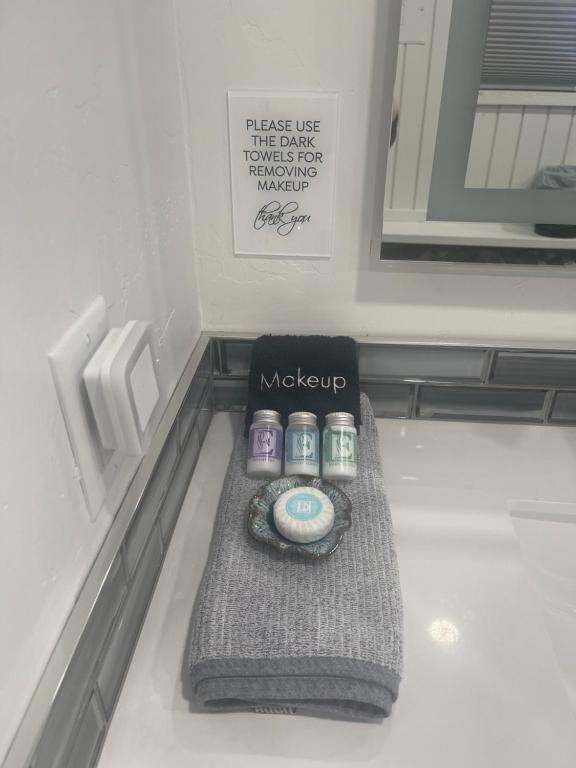 PLEASE USE
THE DARK
TOWELS FOR
REMOVING
MAKEUP
thank you
Makeup
E E E
E